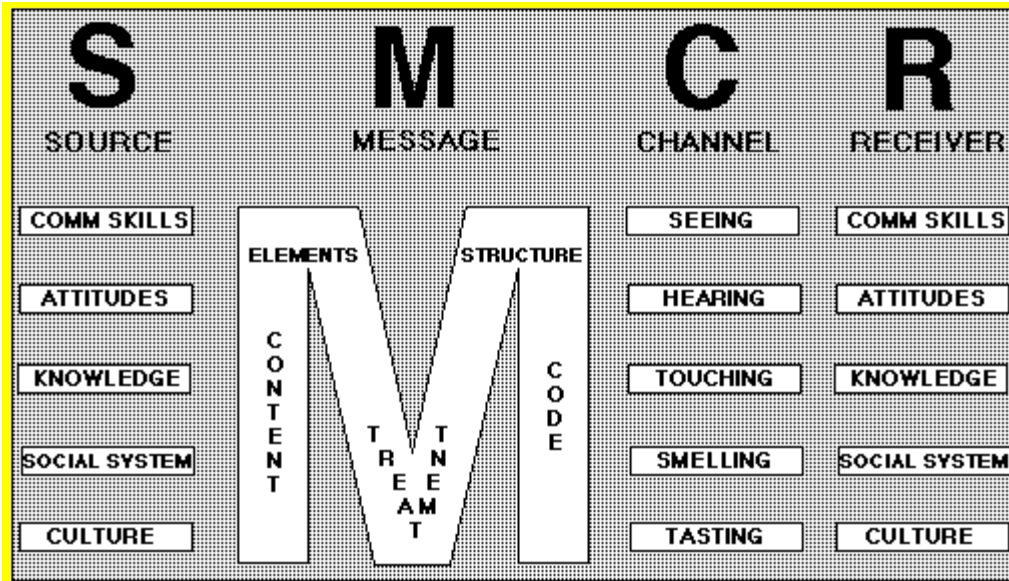 S M C R
SOURCE MESSAGE CHANNEL RECEIVER
COMM SKILLS
ATTITUDES
KNOWLEDGE
SOCIAL SYSTEM
CULTURE
ELEMENTS
STRUCTURE
CONTENT
TREATMENT
CODE
SEEING
HEARING
TOUCHING
SMELLING
TASTING
COMM SKILLS
ATTITUDES
KNOWLEDGE
SOCIAL SYSTEM
CULTURE